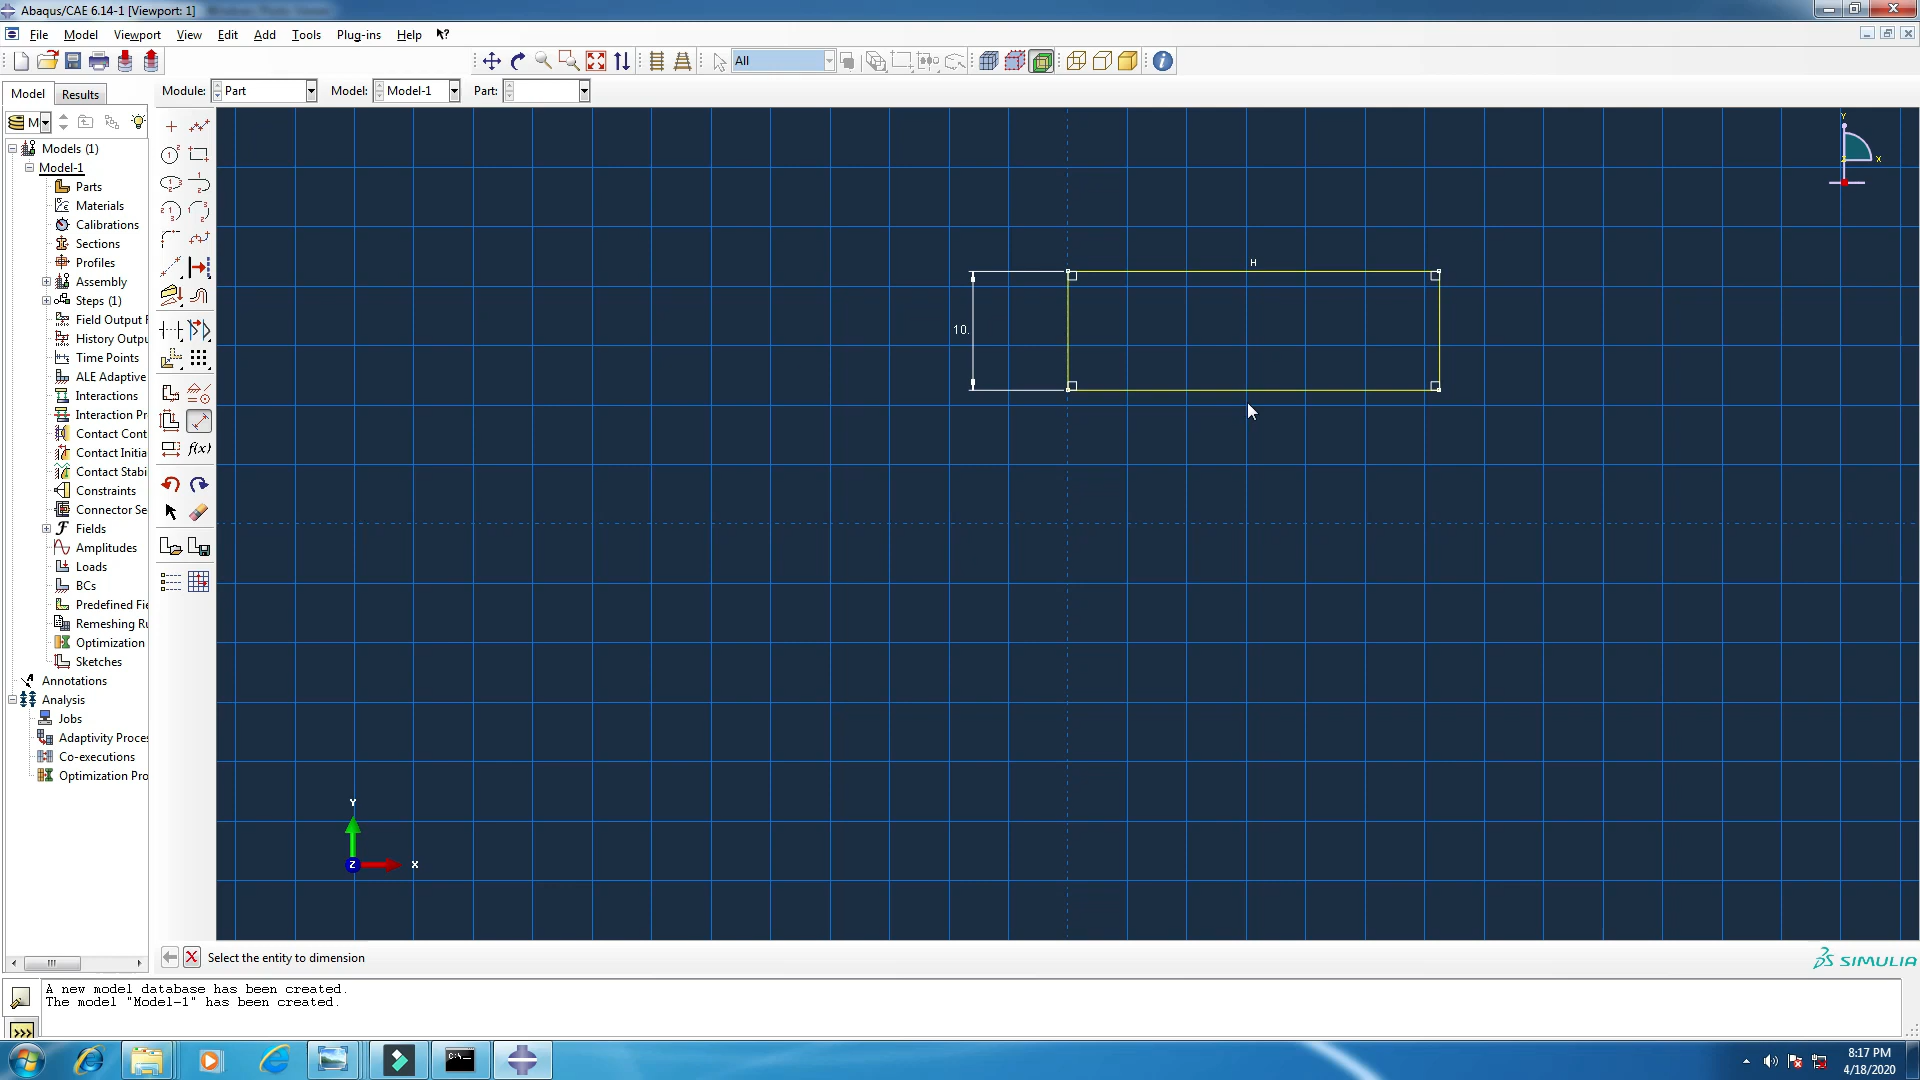 Abaqus/CAE 6.14-1 [Viewport: 1]
File Model Viewport View Edit Add Tools Plug-ins Help
All
Model Results
Module: Part Model: Model-1 Part:
M
Models (1)
Model-1
Parts
Materials
Calibrations
Sections
Profiles
Assembly
Steps (1)
Field Output F
History Outpu
Time Points
ALE Adaptive
Interactions
Interaction Pr
Contact Cont
Contact Initia
Contact Stabi
Constraints
Connector Se
Fields
Amplitudes
Loads
BCs
Predefined Fie
Remeshing Ru
Optimization
Sketches
Annotations
Analysis
Jobs
Adaptivity Proce
Co-executions
Optimization Pro
f(x)
H
10.
Y
X
Y
Z
X
Select the entity to dimension
SIMULIA
A new model database has been created.
The model "Model-1" has been created.
>>>
8:17 PM
4/18/2020